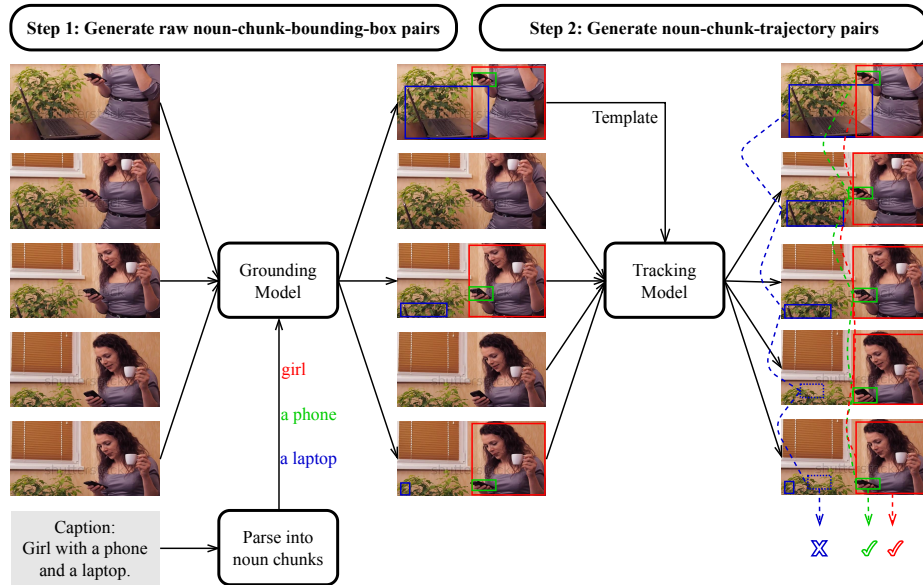 Step 1: Generate raw noun-chunk-bounding-box pairs
Step 2: Generate noun-chunk-trajectory pairs
Template
Grounding
Model
Tracking
Model
girl
a phone
a laptop
Caption:
Girl with a phone
and a laptop.
Parse into
noun chunks